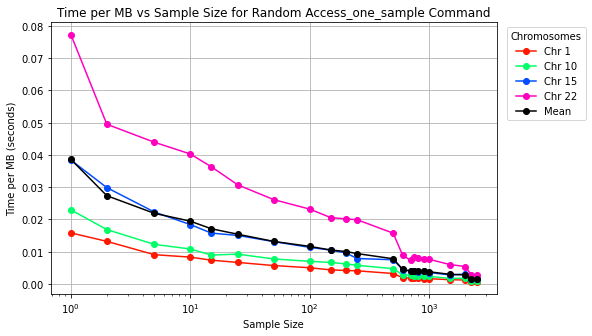 Time per MB vs Sample Size for Random Access_one_sample Command
Time per MB (seconds)
0.08
0.07
0.06
0.05
0.04
0.03
0.02
0.01
0.00
10⁰
10¹
10²
10³
Sample Size
Chromosomes
Chr 1
Chr 10
Chr 15
Chr 22
Mean